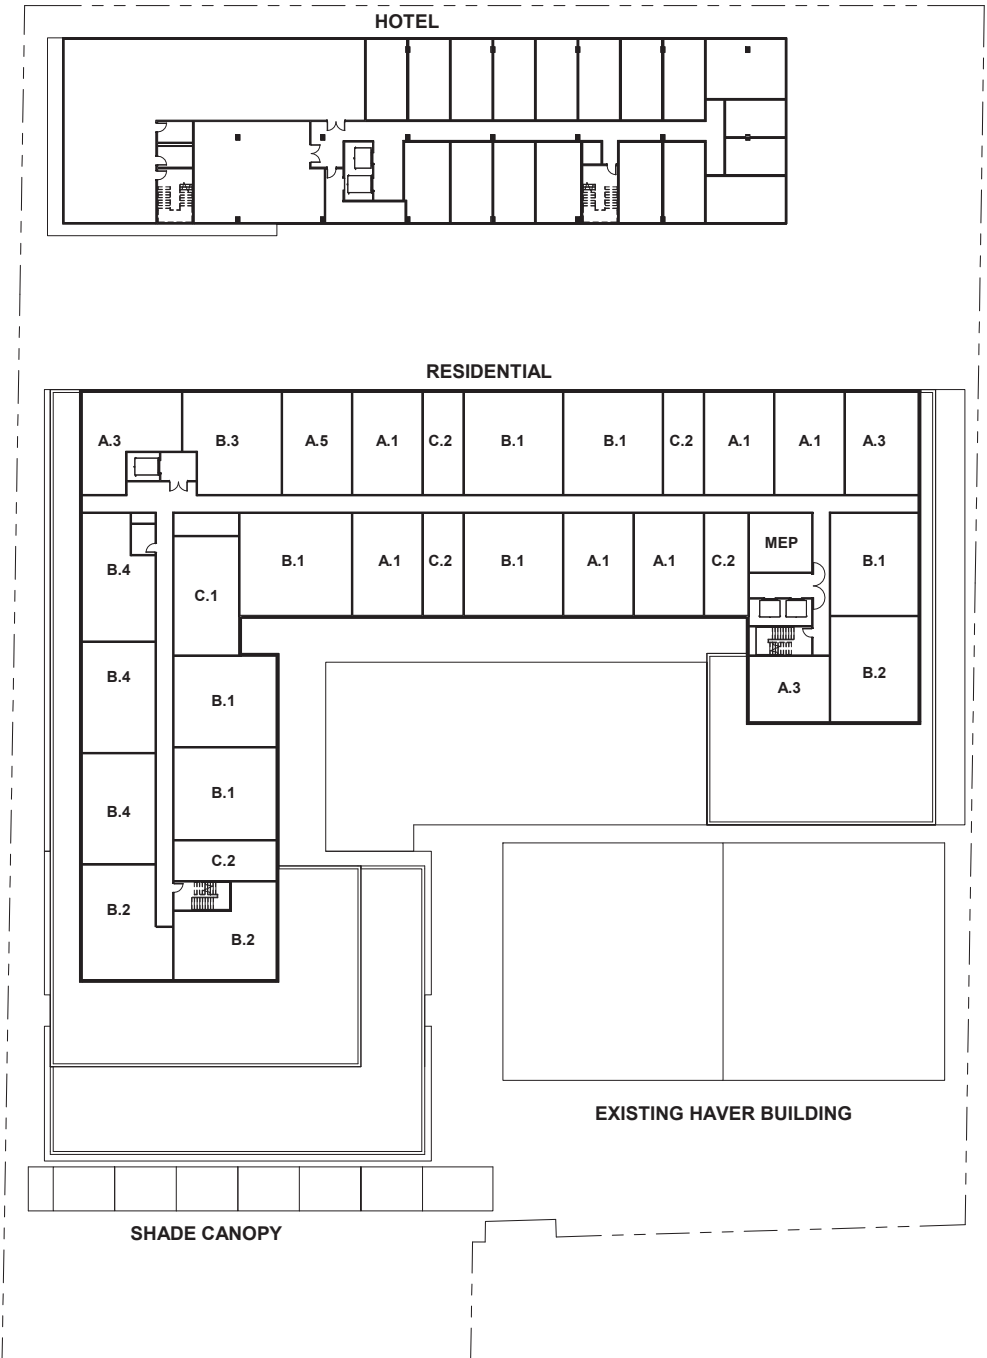 HOTEL
RESIDENTIAL
A.3 B.3 A.5 A.1 C.2 B.1 B.1 C.2 A.1 A.1 A.3
B.1 A.1 C.2 B.1 A.1 A.1 C.2 MEP B.1
B.4
C.1
B.4 B.2
A.3
B.1
B.1
B.4
C.2
B.2
B.2
EXISTING HAVER BUILDING
SHADE CANOPY